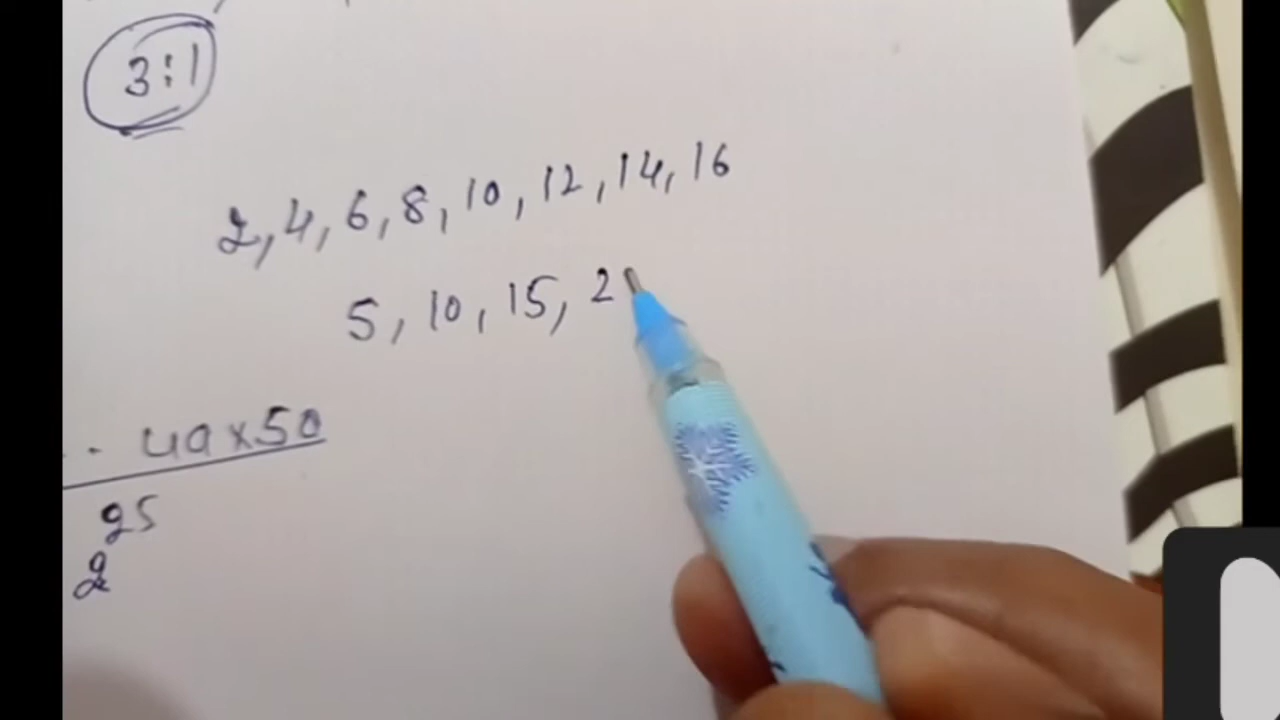 3:1
2, 4, 6, 8, 10, 12, 14, 16
5, 10, 15, 2
.. 49x50
25
2